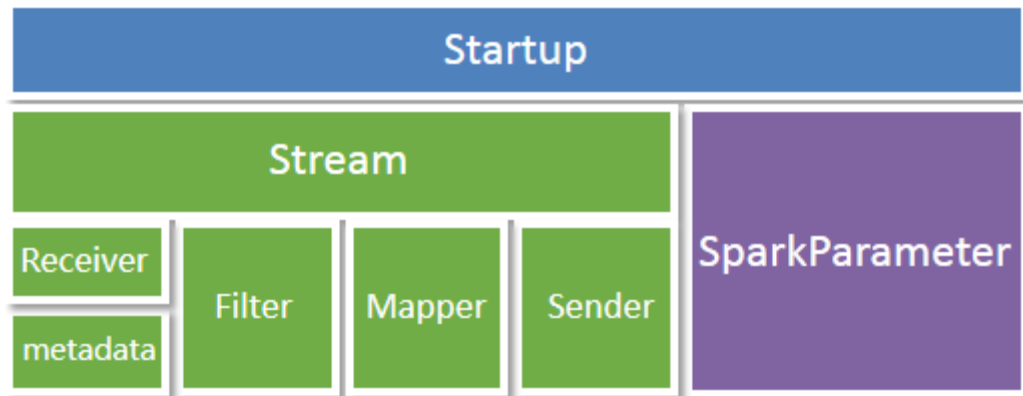 Startup
Stream
SparkParameter
Receiver
Filter
Mapper
Sender
metadata